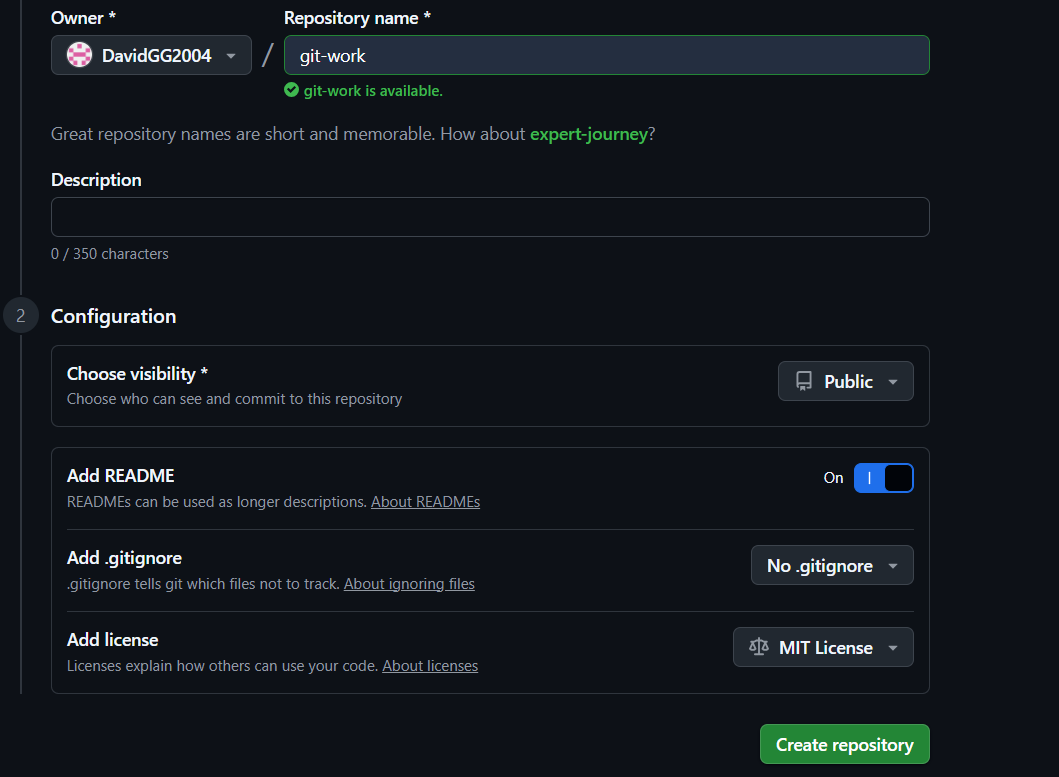 Owner *
Repository name *
DavidGG2004
/
git-work
git-work is available.
Great repository names are short and memorable. How about expert-journey?
Description
0 / 350 characters
2
Configuration
Choose visibility *
Choose who can see and commit to this repository
Public
Add README
READMEs can be used as longer descriptions. About READMEs
On
Add .gitignore
.gitignore tells git which files not to track. About ignoring files
No .gitignore
Add license
Licenses explain how others can use your code. About licenses
MIT License
Create repository